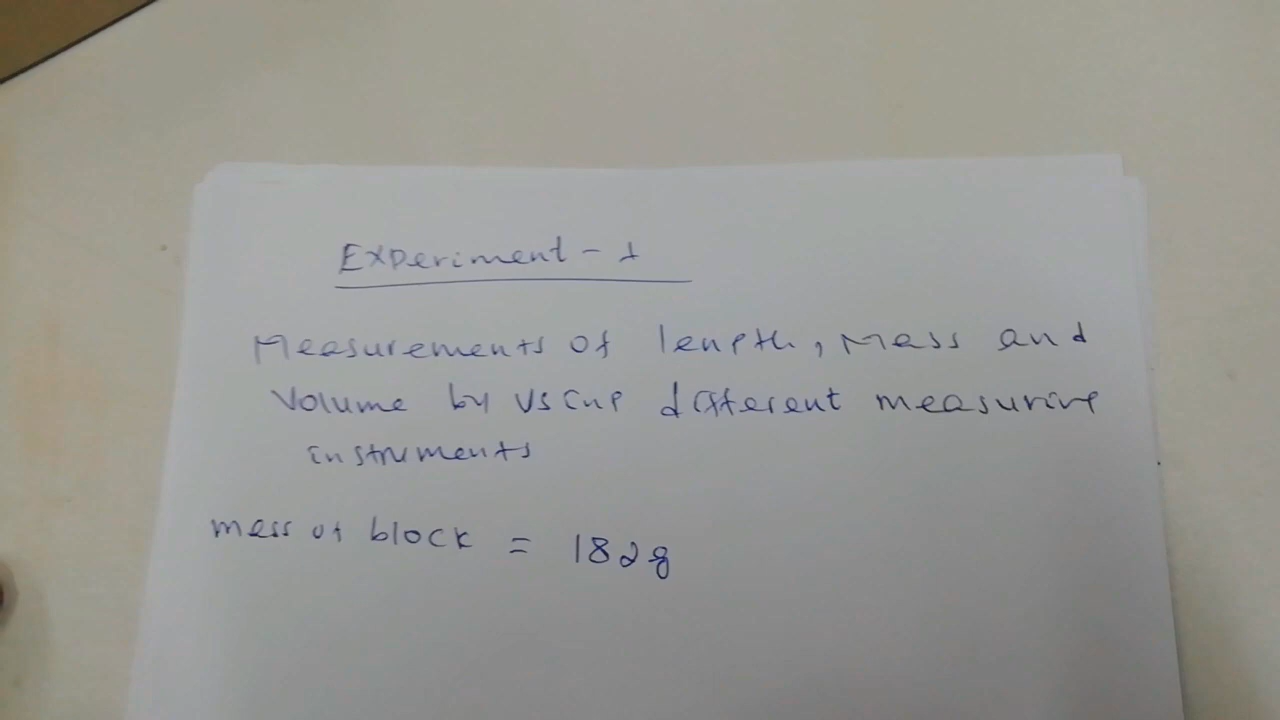 Experiment - 1
Measurements of length, Mass and
Volume by using different measuring
instruments
mass of block = 182g